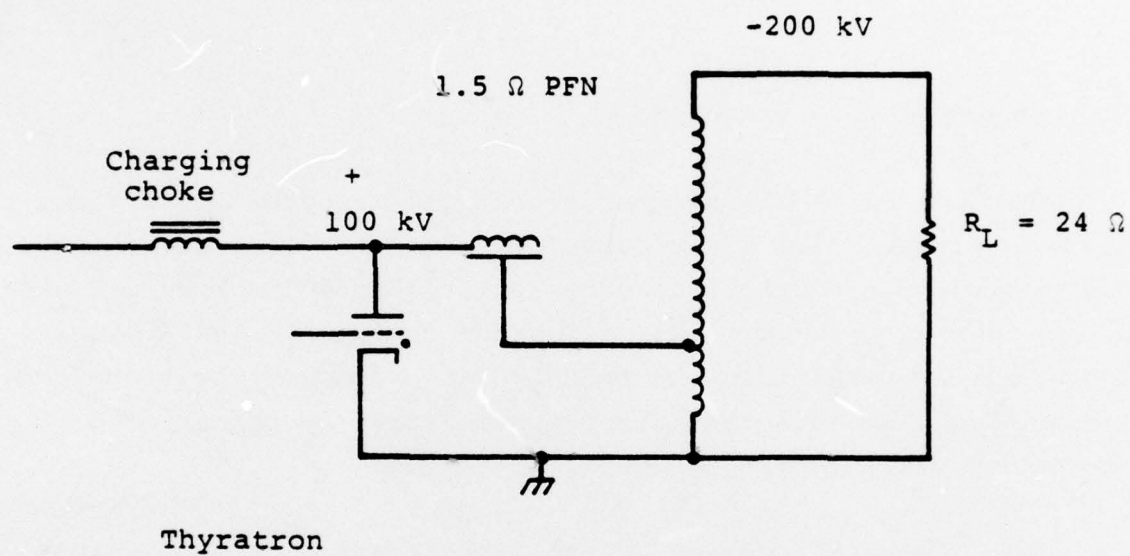 -200 kV
1.5 Ω PFN
Charging
choke
+
100 kV
R_L = 24 Ω
Thyratron